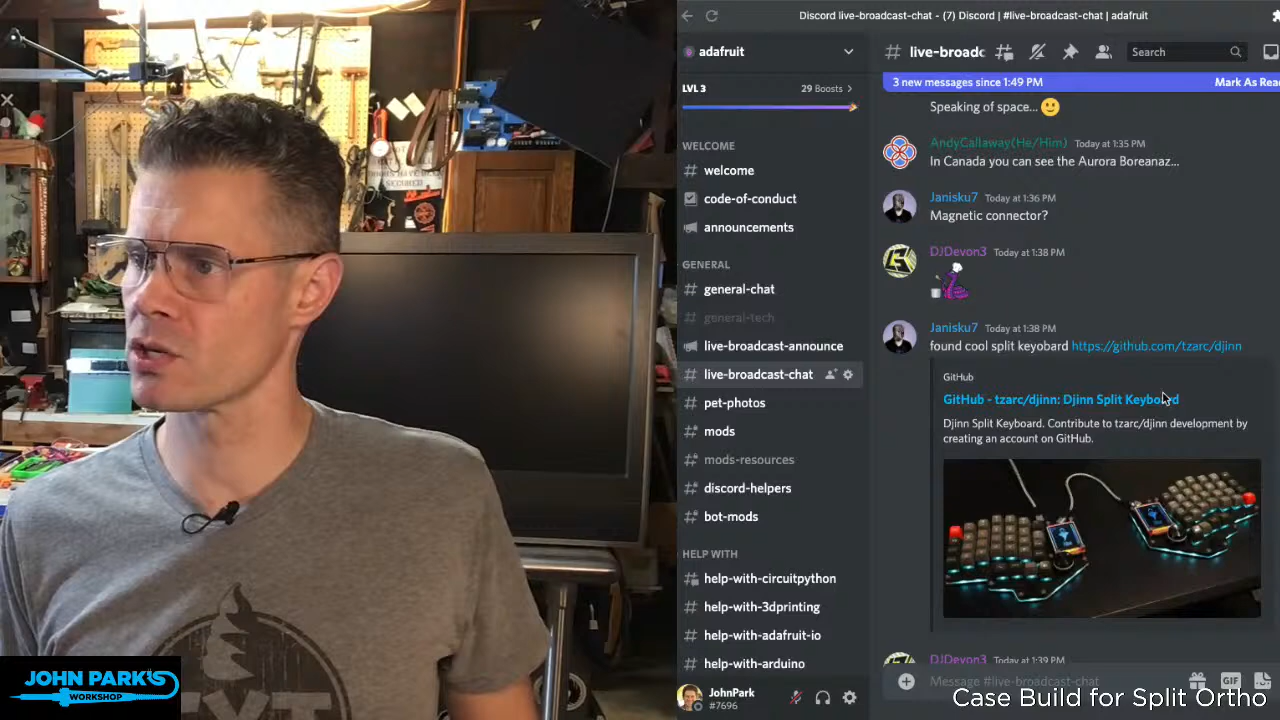 Discord live-broadcast-chat - (7) Discord | #live-broadcast-chat | adafruit
adafruit
LVL 3
29 Boosts
WELCOME
welcome
code-of-conduct
announcements
GENERAL
general-chat
general-tech
live-broadcast-announce
live-broadcast-chat
pet-photos
mods
mods-resources
discord-helpers
bot-mods
HELP WITH
help-with-circuitpython
help-with-3dprinting
help-with-adafruit-io
help-with-arduino
JohnPark
#7696
# live-broadc
Search
3 new messages since 1:49 PM
Mark As Rea
Speaking of space...
AndyCallaway(He/Him) Today at 1:35 PM
In Canada you can see the Aurora Boreanaz...
Janisku7 Today at 1:36 PM
Magnetic connector?
DJDevon3 Today at 1:38 PM
Janisku7 Today at 1:38 PM
found cool split keyobard https://github.com/tzarc/djinn
GitHub
GitHub - tzarc/djinn: Djinn Split Keyboard
Djinn Split Keyboard. Contribute to tzarc/djinn development by
creating an account on GitHub.
DJDevon3 Today at 1:39 PM
Message #live-broadcast-chat
GIF
Case Build for Split Ortho
JOHN PARK'S
WORKSHOP